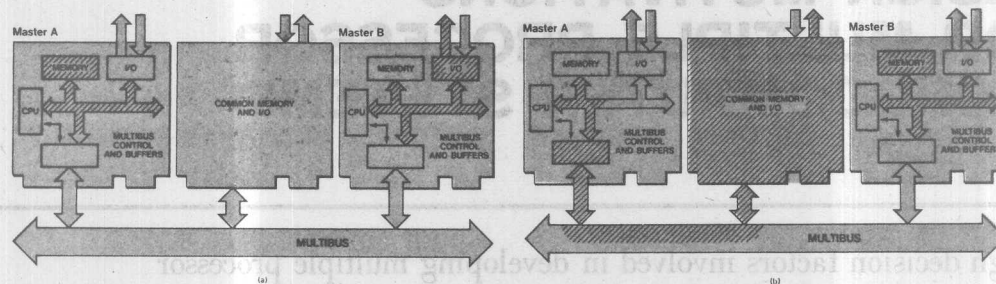 Master A
MEMORY
I/O
CPU
MULTIBUS
CONTROL
AND BUFFERS
COMMON MEMORY
AND I/O
Master B
MEMORY
I/O
CPU
MULTIBUS
CONTROL
AND BUFFERS
MULTIBUS
(a)
Master A
MEMORY
I/O
CPU
MULTIBUS
CONTROL
AND BUFFERS
COMMON MEMORY
AND I/O
Master B
MEMORY
I/O
CPU
MULTIBUS
CONTROL
AND BUFFERS
MULTIBUS
(b)
decision factors involved in developing multiple processor